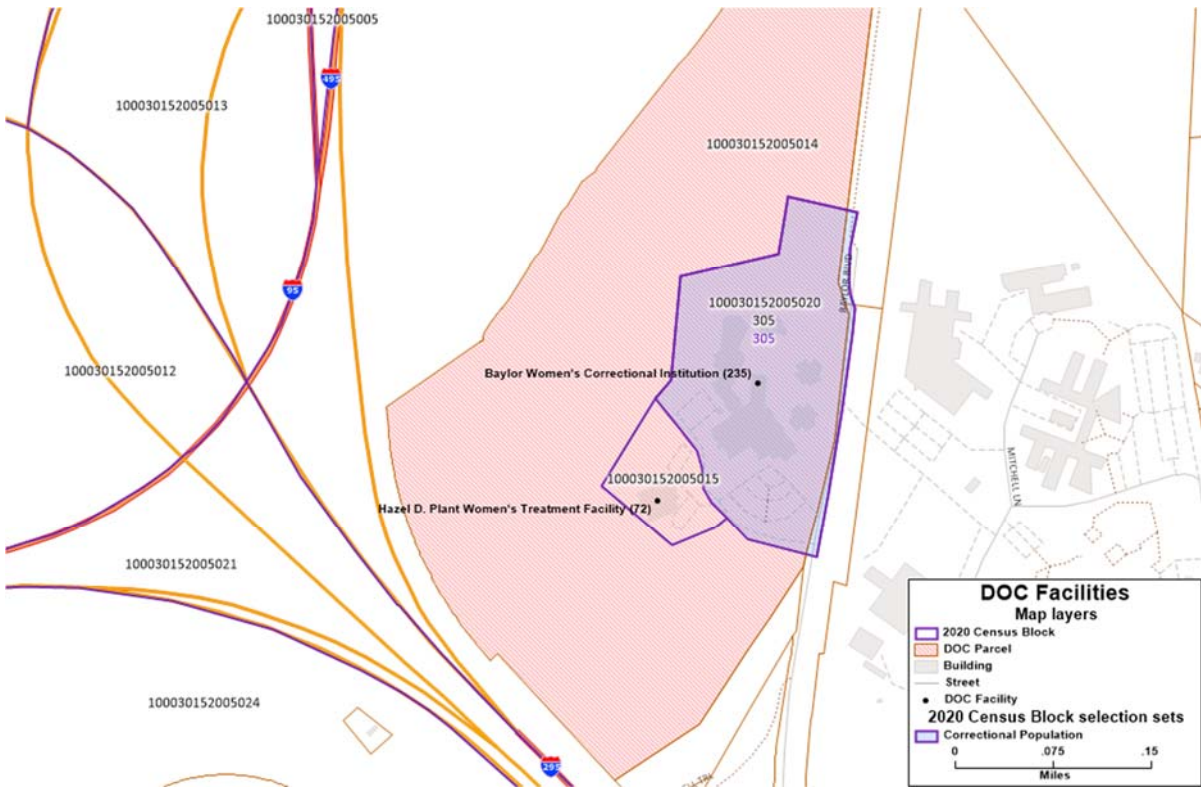 100030152005005
495
100030152005013
100030152005014
BAYLOR BLVD
95
100030152005020
305
305
100030152005012
Baylor Women's Correctional Institution (235)
MITCHELL LN
100030152005015
Hazel D. Plant Women's Treatment Facility (72)
100030152005021
100030152005024
295
DOC Facilities
Map layers
2020 Census Block
DOC Parcel
Building
Street
DOC Facility
2020 Census Block selection sets
Correctional Population
0 .075 .15
Miles